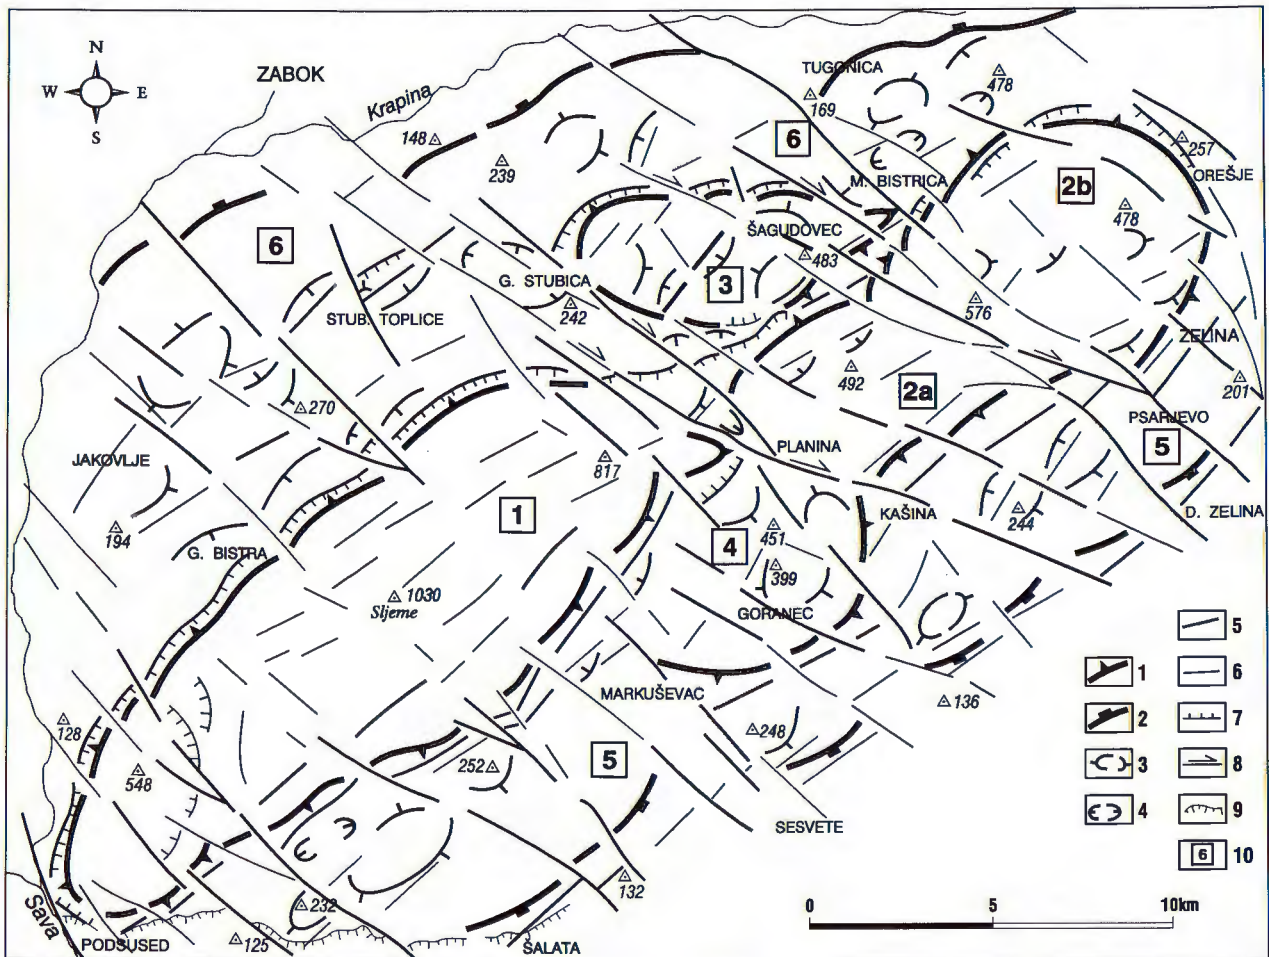 N
W E
S
ZABOK
Krapina
TUGONICA
478
169
148
239
6
M. BISTRICA
257
OREŠJE
2b
478
6
ŠAGUDOVEC
483
3
G. STUBICA
242
576
STUB. TOPLICE
ZELINA
492
2a
201
270
PSARJEVO
5
PLANINA
JAKOVLJE
817
1
KAŠINA
244
D. ZELINA
194
G. BISTRA
4
451
399
1030
Sljeme
GORANEC
MARKUŠEVAC
136
128
548
252
248
5
SESVETE
132
232
Sava
PODSUSED
125
ŠALATA
1
2
3
4
5
6
7
8
9
6 10
0 5 10km